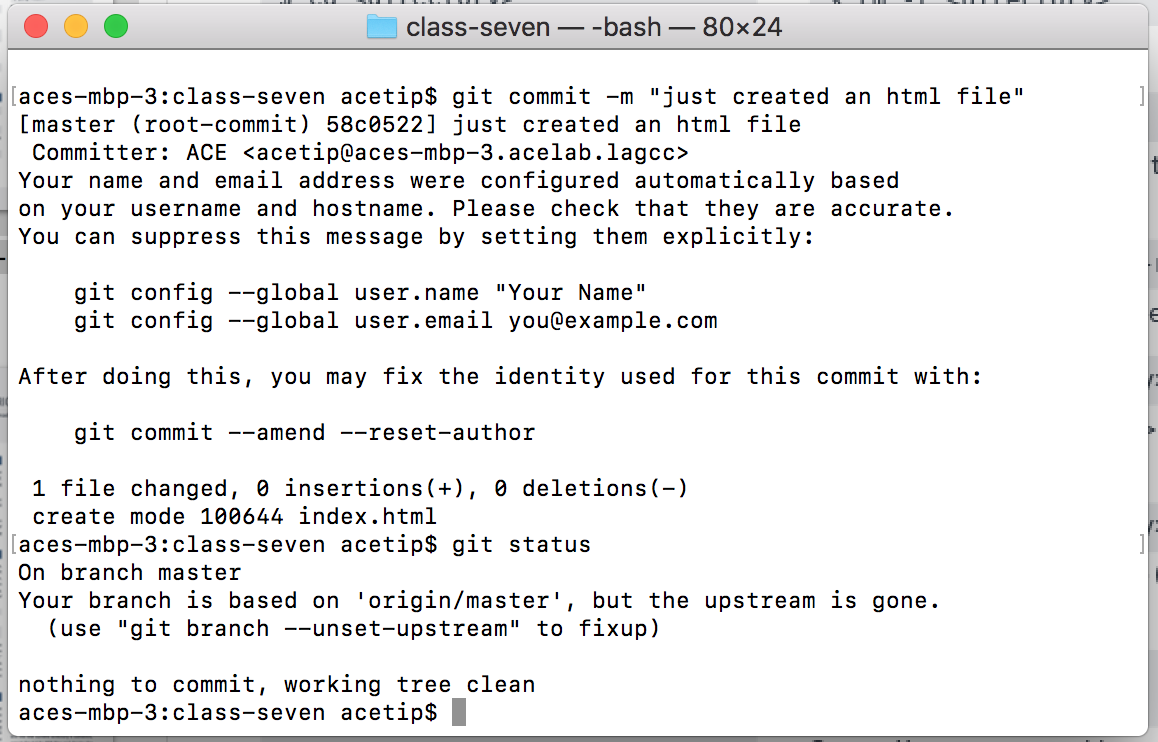 class-seven — -bash — 80×24
[aces-mbp-3:class-seven acetip$ git commit -m "just created an html file" ]
[master (root-commit) 58c0522] just created an html file
 Committer: ACE <acetip@aces-mbp-3.acelab.lagcc>
Your name and email address were configured automatically based
on your username and hostname. Please check that they are accurate.
You can suppress this message by setting them explicitly:
    git config --global user.name "Your Name"
    git config --global user.email you@example.com
After doing this, you may fix the identity used for this commit with:
    git commit --amend --reset-author
 1 file changed, 0 insertions(+), 0 deletions(-)
 create mode 100644 index.html
[aces-mbp-3:class-seven acetip$ git status ]
On branch master
Your branch is based on 'origin/master', but the upstream is gone.
  (use "git branch --unset-upstream" to fixup)
nothing to commit, working tree clean
aces-mbp-3:class-seven acetip$